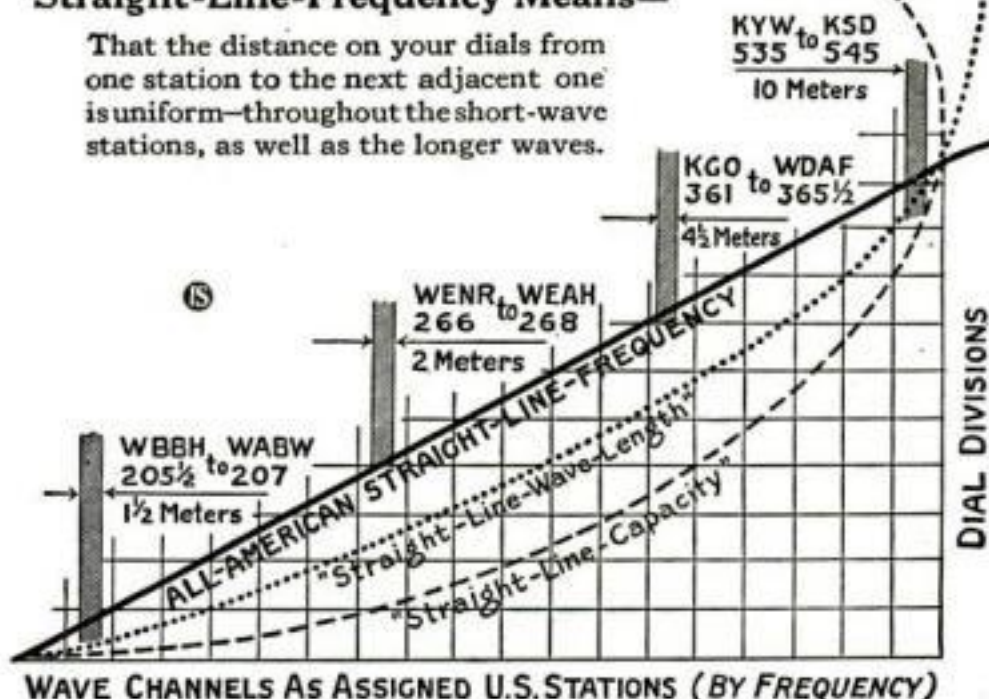 Straight-Line-Frequency Means—
That the distance on your dials from
one station to the next adjacent one
is uniform—throughout the short-wave
stations, as well as the longer waves.
KYW to KSD
535 545
10 Meters
KGO to WDAF
361 365½
4½ Meters
WENR to WEAH
266 268
2 Meters
WBBH to WABW
205½ 207
1½ Meters
ALL-AMERICAN STRAIGHT-LINE-FREQUENCY
"Straight-Line-Wave-Length"
"Straight-Line-Capacity"
DIAL DIVISIONS
WAVE CHANNELS AS ASSIGNED U.S. STATIONS (BY FREQUENCY)